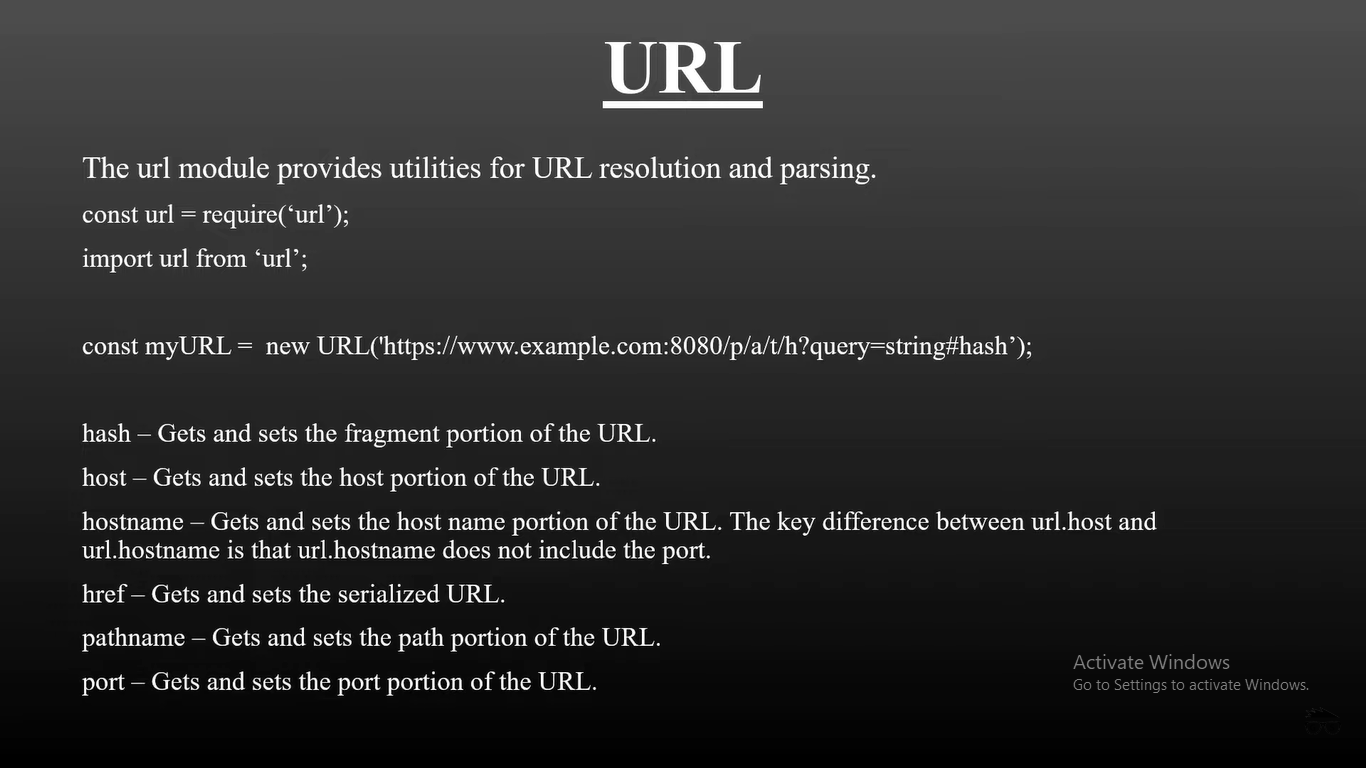 URL
The url module provides utilities for URL resolution and parsing.
const url = require(‘url’);
import url from ‘url’;
const myURL =  new URL('https://www.example.com:8080/p/a/t/h?query=string#hash’);
hash – Gets and sets the fragment portion of the URL.
host – Gets and sets the host portion of the URL.
hostname – Gets and sets the host name portion of the URL. The key difference between url.host and
url.hostname is that url.hostname does not include the port.
href – Gets and sets the serialized URL.
pathname – Gets and sets the path portion of the URL.
port – Gets and sets the port portion of the URL.
Activate Windows
Go to Settings to activate Windows.